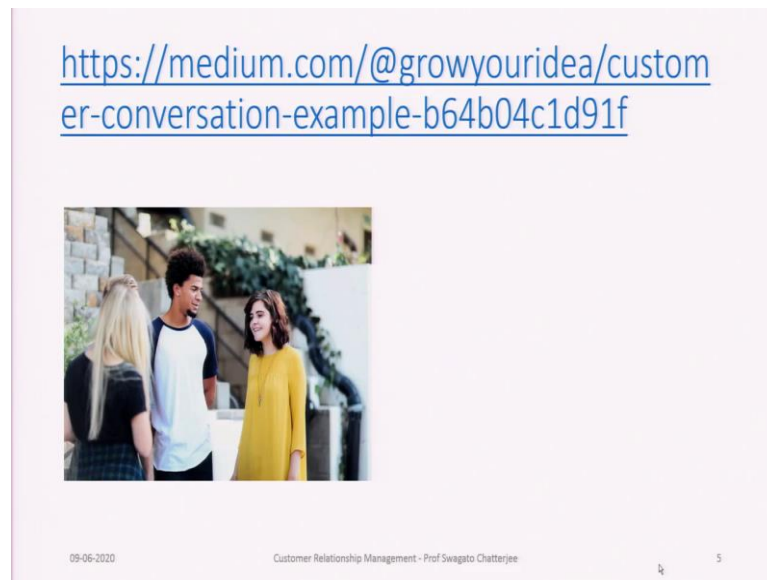 https://medium.com/@growyouridea/custom
er-conversation-example-b64b04c1d91f
09-06-2020 Customer Relationship Management - Prof Swagato Chatterjee 5